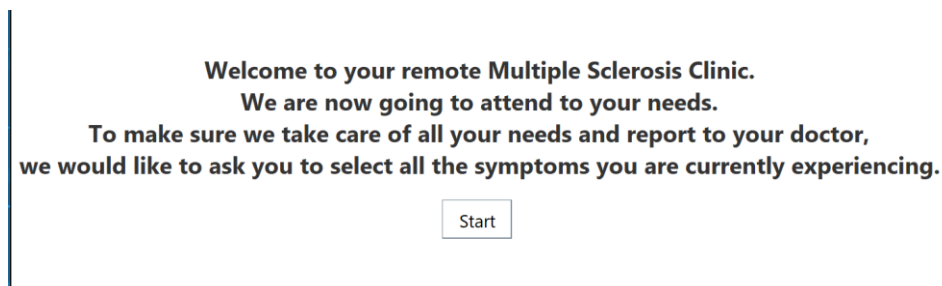 Welcome to your remote Multiple Sclerosis Clinic.
We are now going to attend to your needs.
To make sure we take care of all your needs and report to your doctor,
we would like to ask you to select all the symptoms you are currently experiencing.
Start